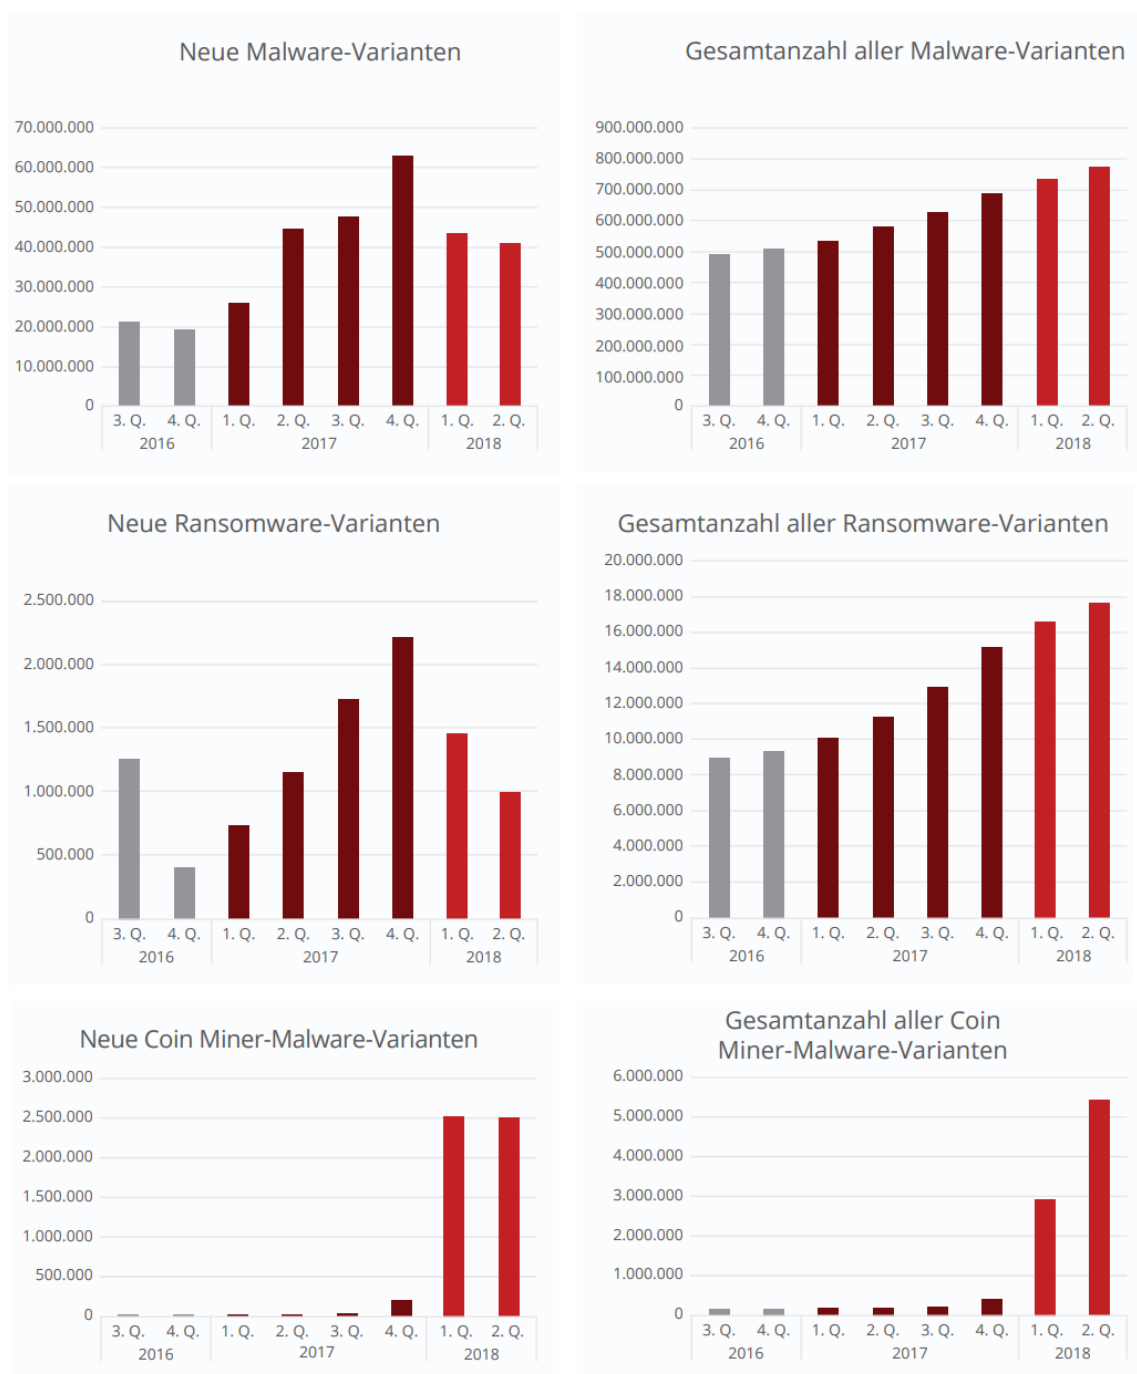 Neue Malware-Varianten
70.000.000
60.000.000
50.000.000
40.000.000
30.000.000
20.000.000
10.000.000
0
3. Q. 4. Q. 1. Q. 2. Q. 3. Q. 4. Q. 1. Q. 2. Q.
2016 2017 2018
Gesamtanzahl aller Malware-Varianten
900.000.000
800.000.000
700.000.000
600.000.000
500.000.000
400.000.000
300.000.000
200.000.000
100.000.000
0
3. Q. 4. Q. 1. Q. 2. Q. 3. Q. 4. Q. 1. Q. 2. Q.
2016 2017 2018
Neue Ransomware-Varianten
2.500.000
2.000.000
1.500.000
1.000.000
500.000
0
3. Q. 4. Q. 1. Q. 2. Q. 3. Q. 4. Q. 1. Q. 2. Q.
2016 2017 2018
Gesamtanzahl aller Ransomware-Varianten
20.000.000
18.000.000
16.000.000
14.000.000
12.000.000
10.000.000
8.000.000
6.000.000
4.000.000
2.000.000
0
3. Q. 4. Q. 1. Q. 2. Q. 3. Q. 4. Q. 1. Q. 2. Q.
2016 2017 2018
Neue Coin Miner-Malware-Varianten
3.000.000
2.500.000
2.000.000
1.500.000
1.000.000
500.000
0
3. Q. 4. Q. 1. Q. 2. Q. 3. Q. 4. Q. 1. Q. 2. Q.
2016 2017 2018
Gesamtanzahl aller Coin
Miner-Malware-Varianten
6.000.000
5.000.000
4.000.000
3.000.000
2.000.000
1.000.000
0
3. Q. 4. Q. 1. Q. 2. Q. 3. Q. 4. Q. 1. Q. 2. Q.
2016 2017 2018